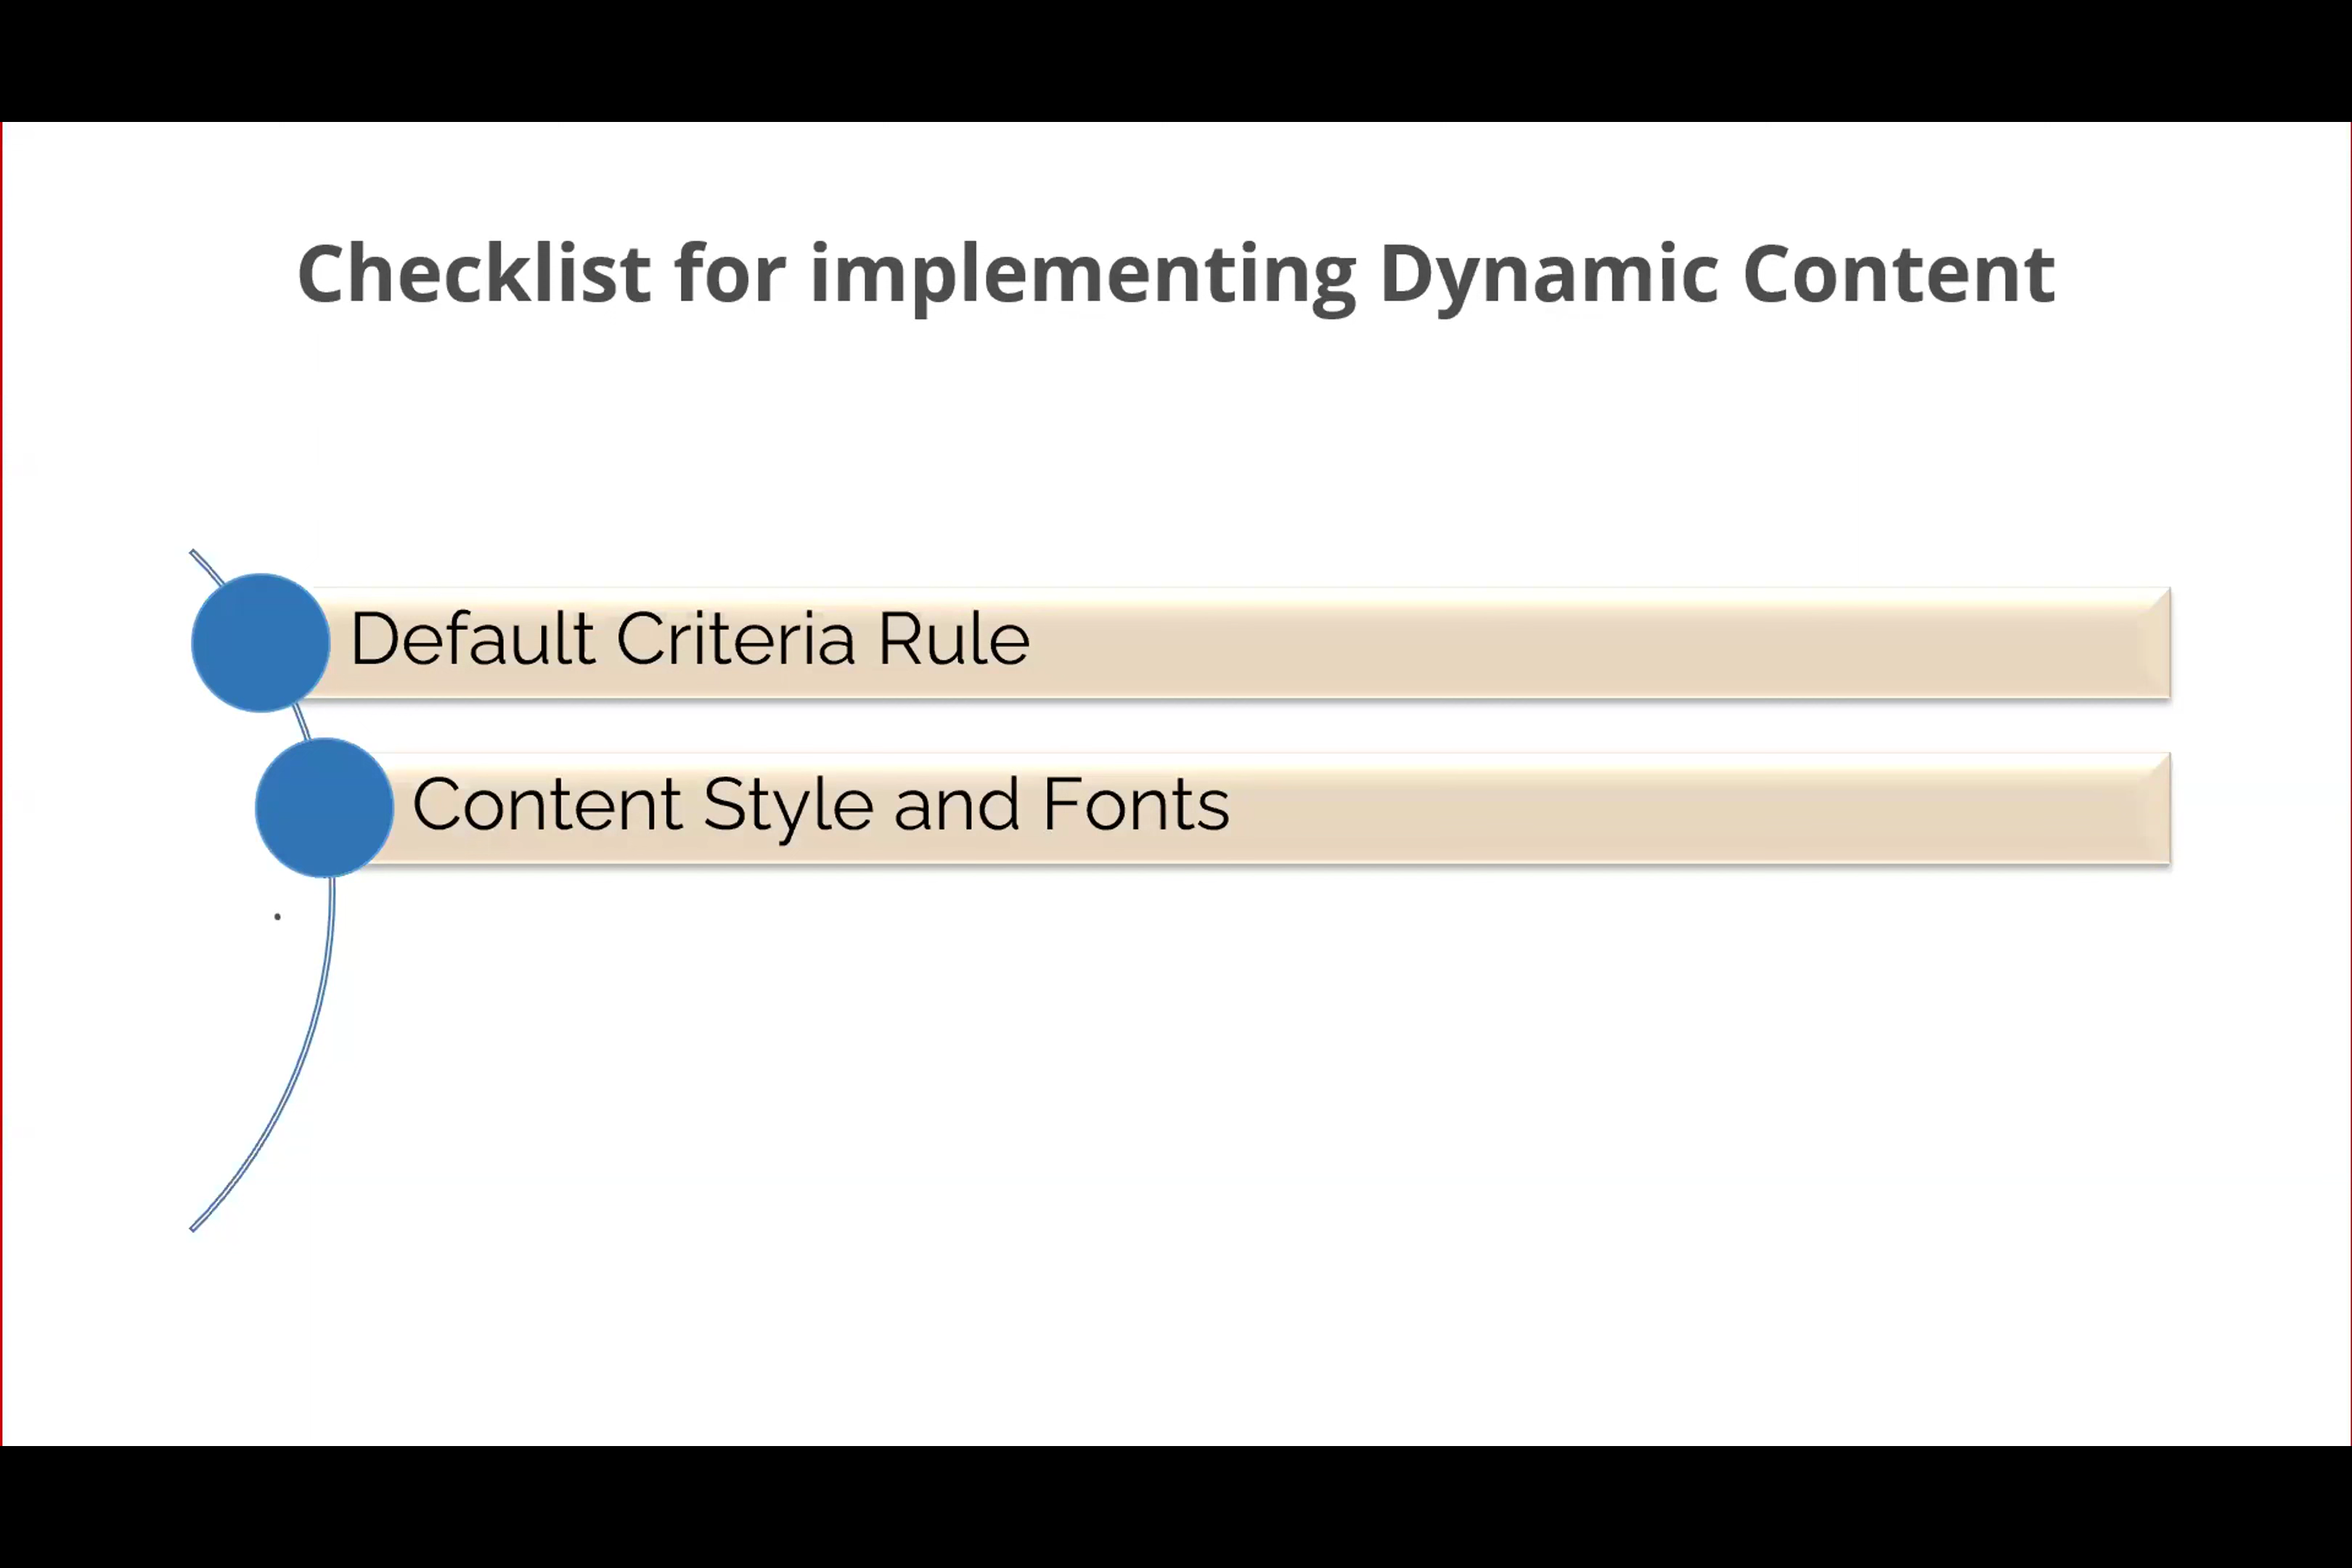 Checklist for implementing Dynamic Content
Default Criteria Rule
Content Style and Fonts